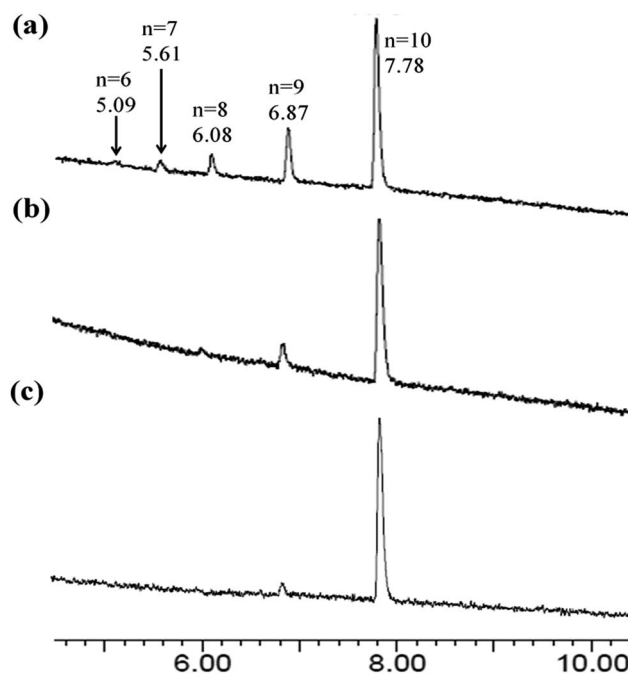 (a)
n=6
5.09
n=7
5.61
n=8
6.08
n=9
6.87
n=10
7.78
(b)
(c)
6.00 8.00 10.00